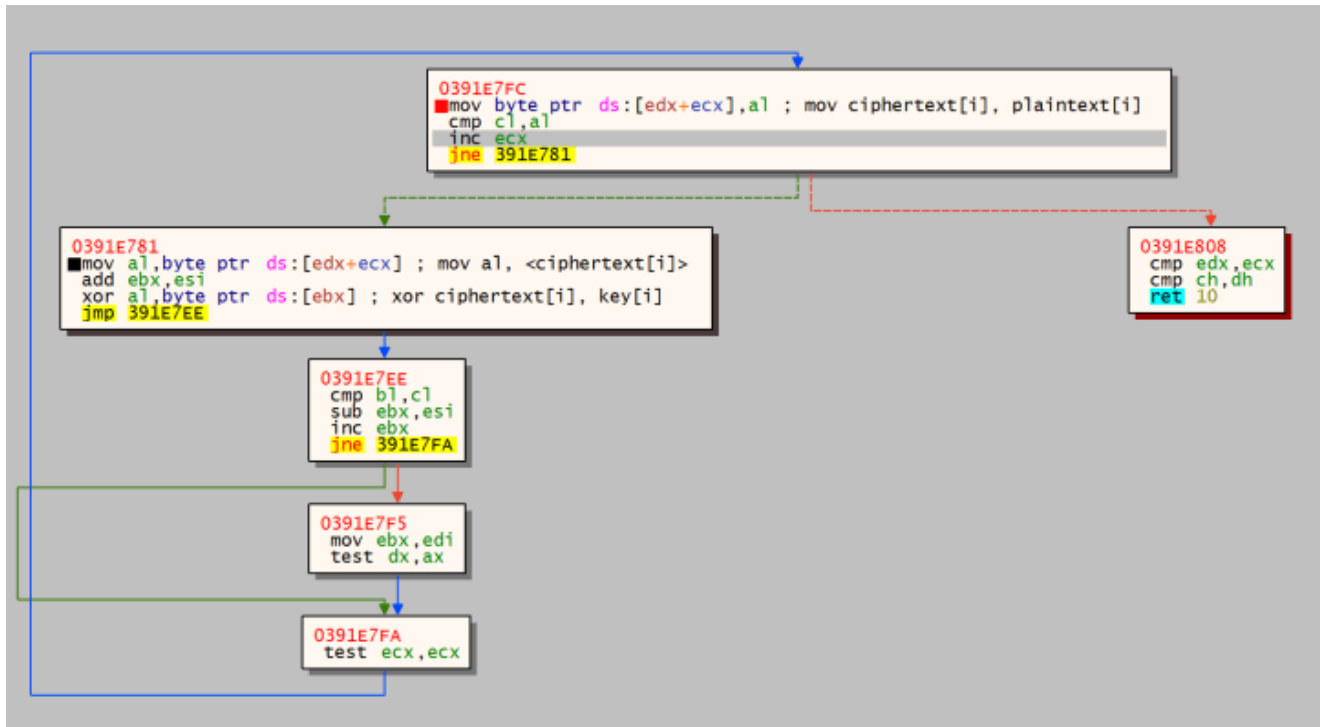 0391E7FC
mov byte ptr ds:[edx+ecx],al ; mov ciphertext[i], plaintext[i]
cmp cl,al
inc ecx
jne 391E781
0391E781
mov al,byte ptr ds:[edx+ecx] ; mov al, <ciphertext[i]>
add ebx,esi
xor al,byte ptr ds:[ebx] ; xor ciphertext[i], key[i]
jmp 391E7EE
0391E808
cmp edx,ecx
cmp ch,dh
ret 10
0391E7EE
cmp bl,cl
sub ebx,esi
inc ebx
jne 391E7FA
0391E7F5
mov ebx,edi
test dx,ax
0391E7FA
test ecx,ecx